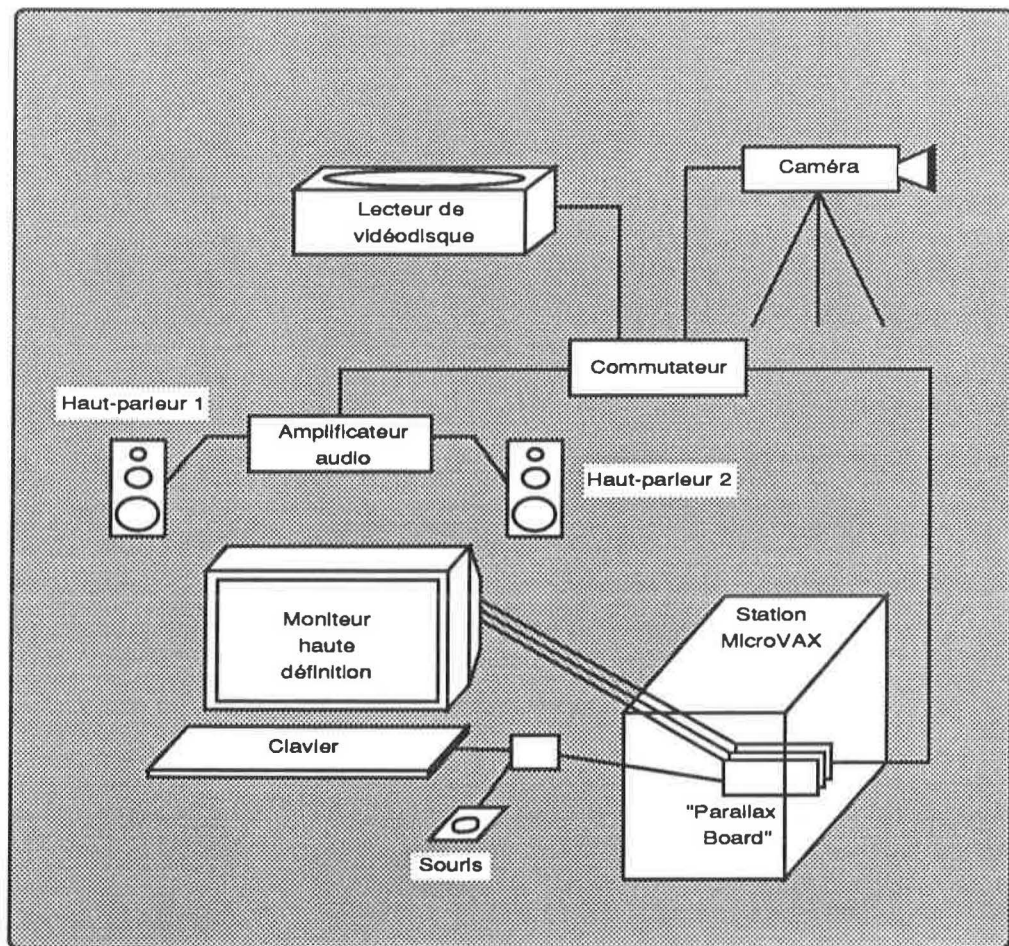 Caméra
Lecteur de
vidéodisque
Commutateur
Haut-parleur 1
Amplificateur
audio
Haut-parleur 2
Moniteur
haute
définition
Station
MicroVAX
Clavier
"Parallax
Board"
Souris